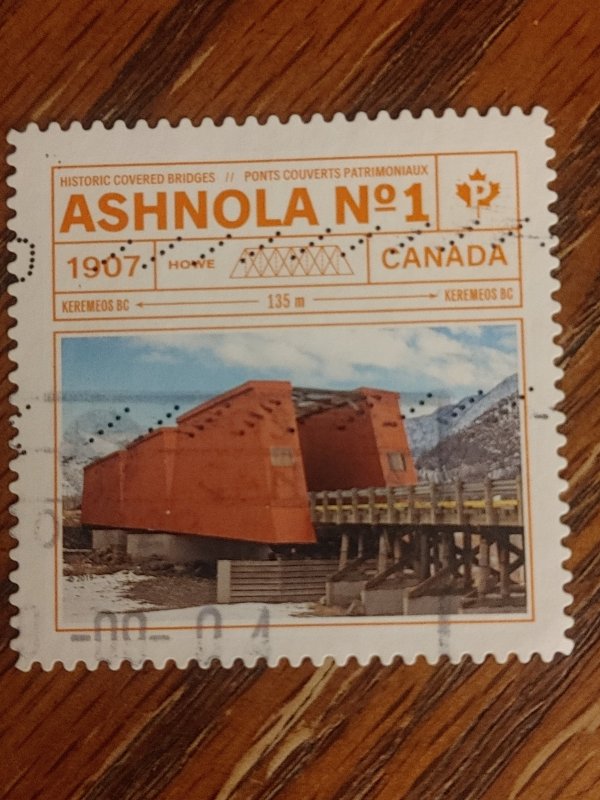 HISTORIC COVERED BRIDGES // PONTS COUVERTS PATRIMONIAUX
ASHNOLA Nº1
P
1907 HOWE CANADA
KEREMEOS BC 135 m KEREMEOS BC